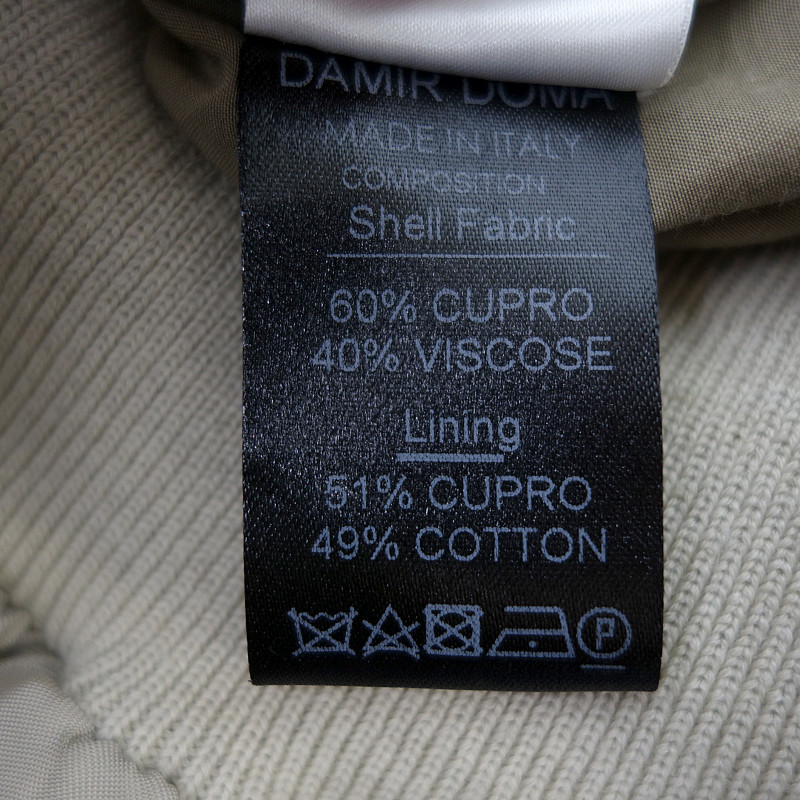 DAMIR DOMA
MADE IN ITALY
COMPOSITION
Shell Fabric
60% CUPRO
40% VISCOSE
Lining
51% CUPRO
49% COTTON
P